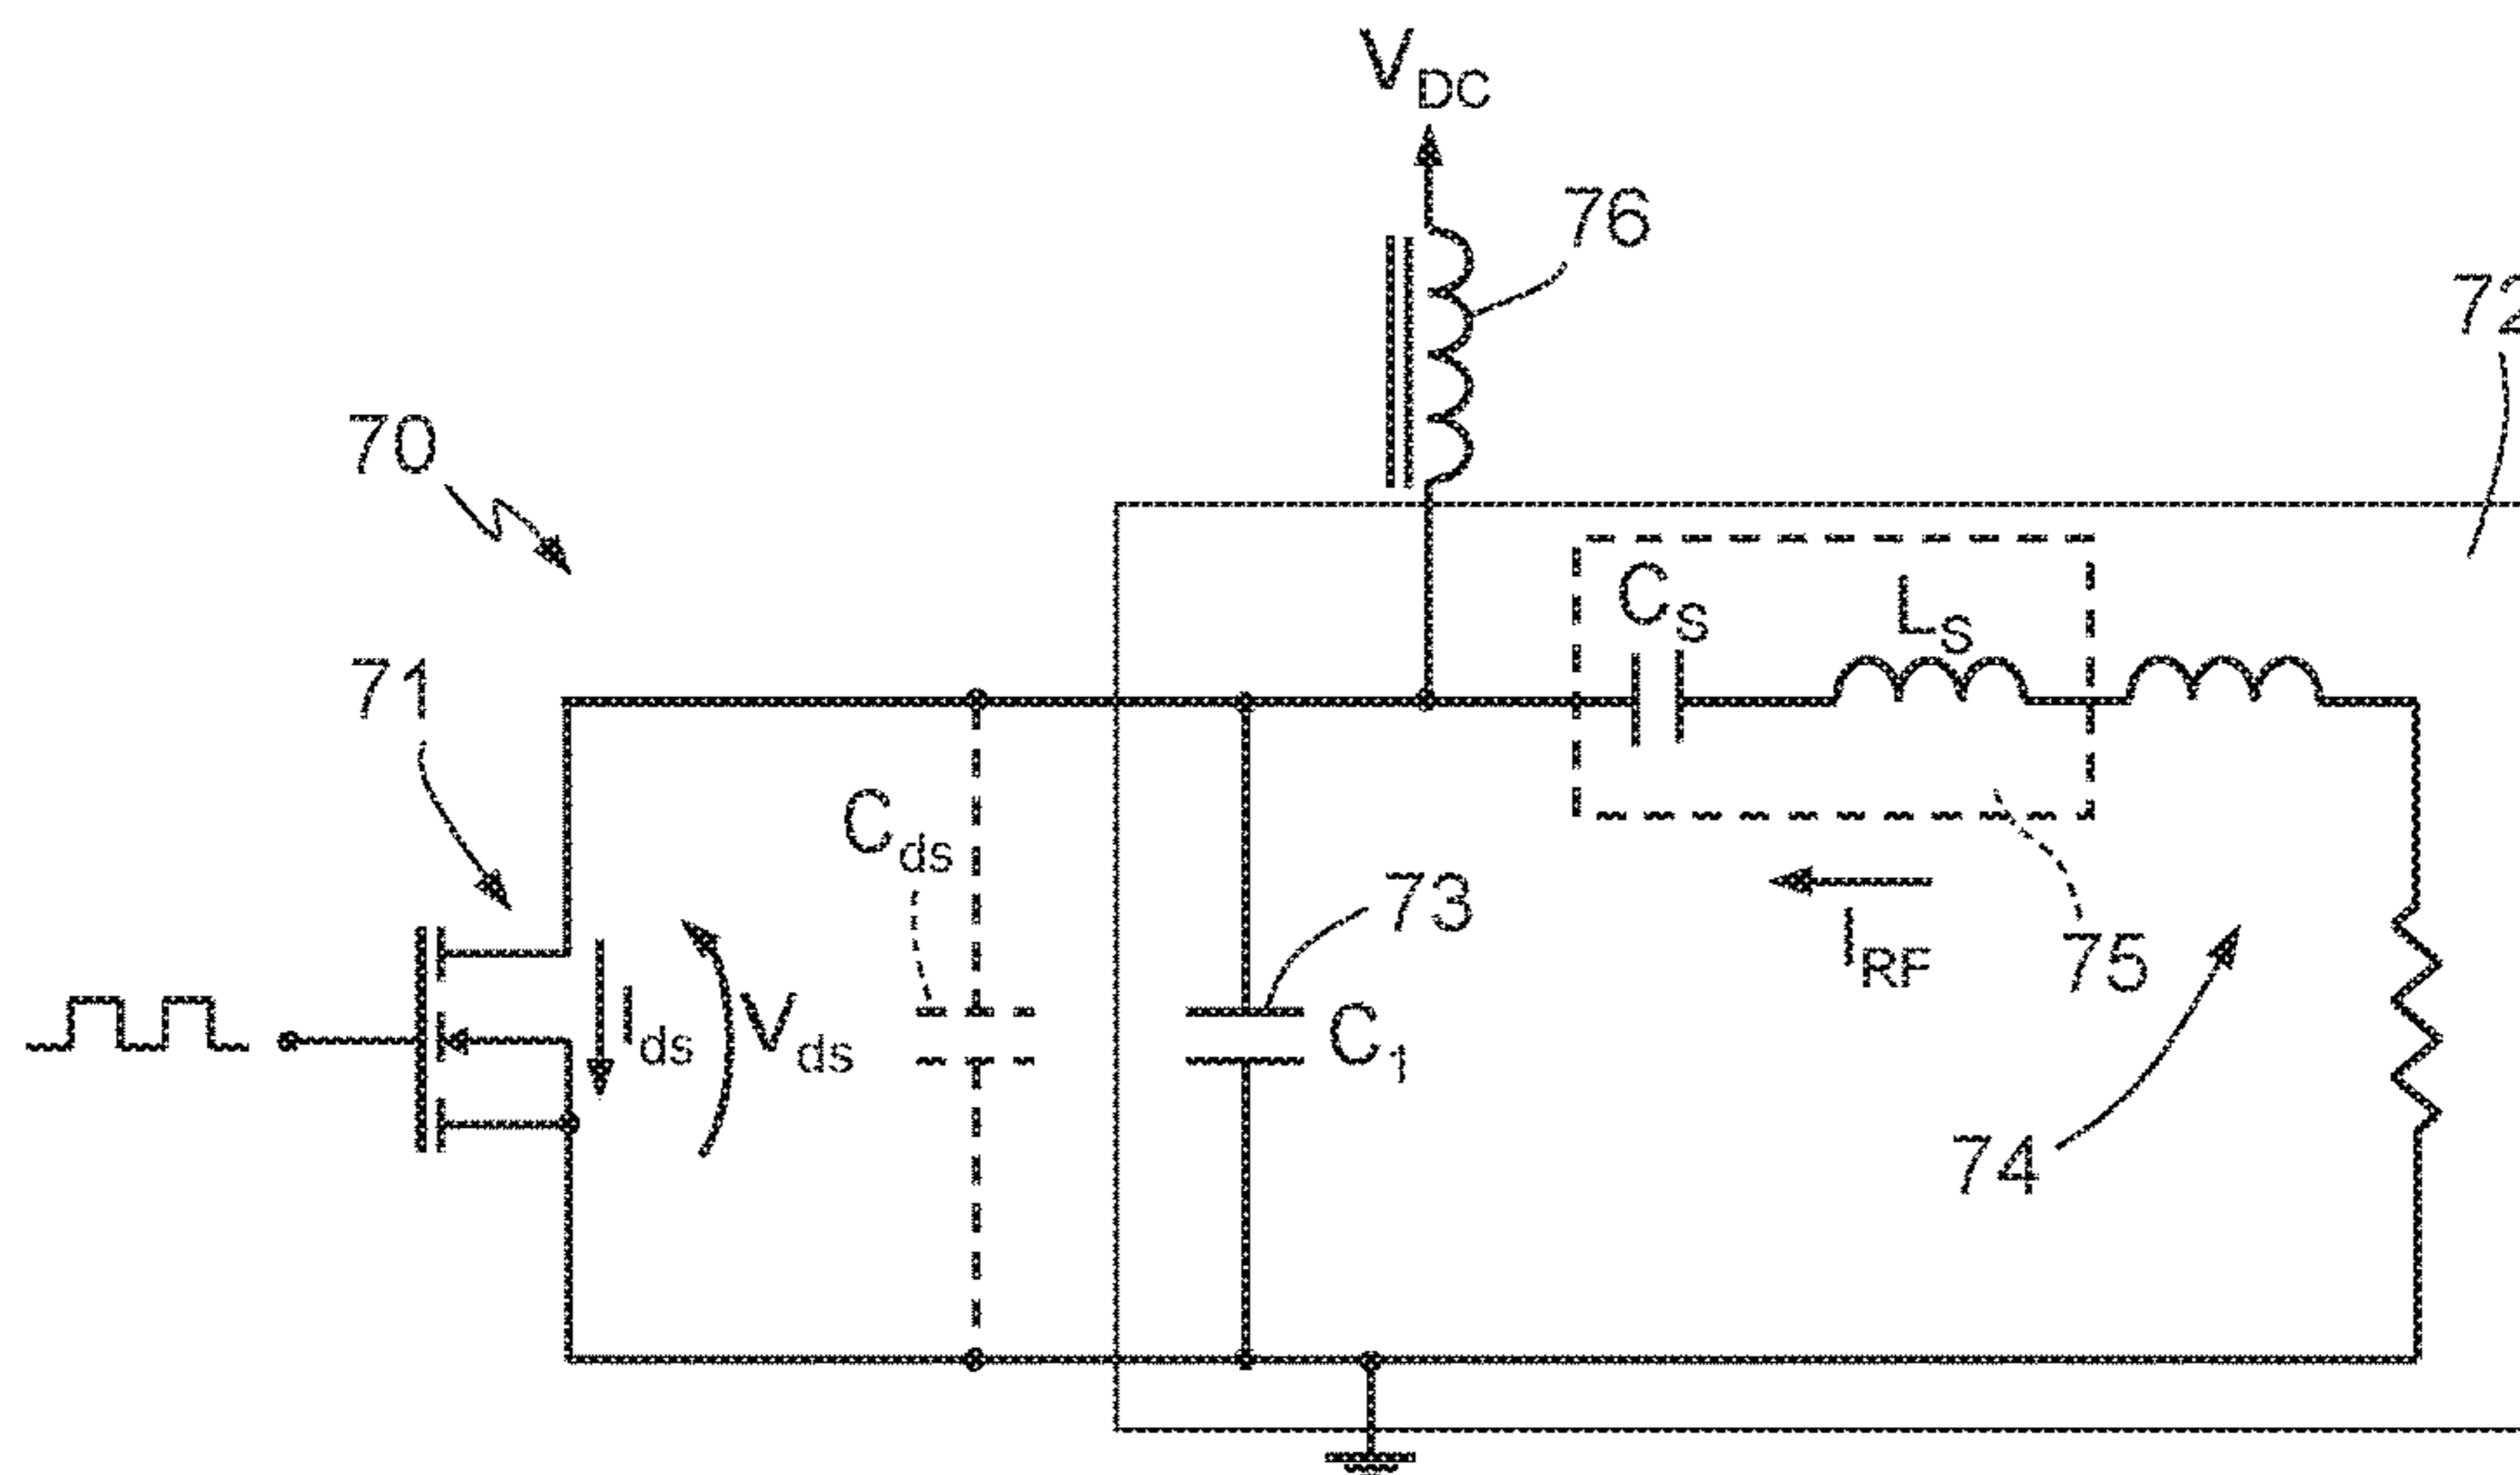 V_DC
76
72
70
C_S
L_S
71
C_ds
73
I_RF
75
I_ds
V_ds
C_1
74